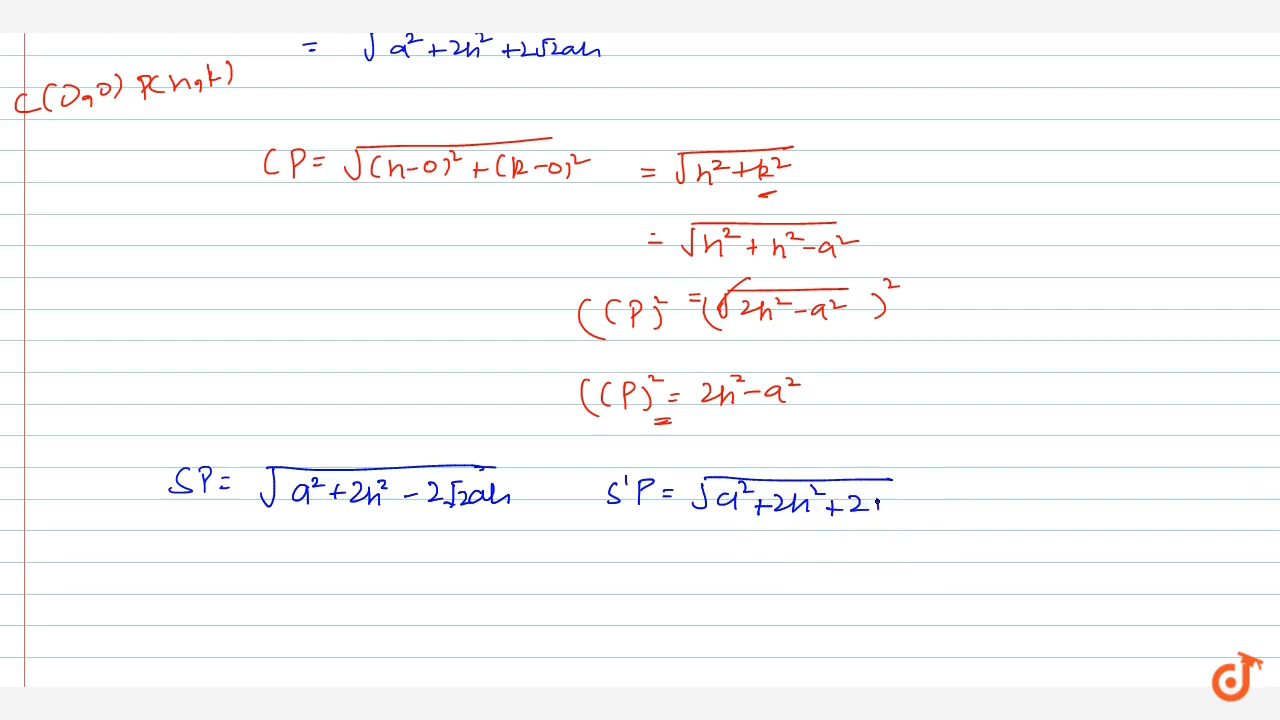 = √a²+2h²+2√2ah
C(0,0) P(h,k)
CP= √(h-0)²+(k-0)² = √h²+k²
= √h²+h²-a²
(CP)² = (√2h²-a²)²
(CP)² = 2h²-a²
SP= √a²+2h²-2√2ah S'P = √a²+2h²+2